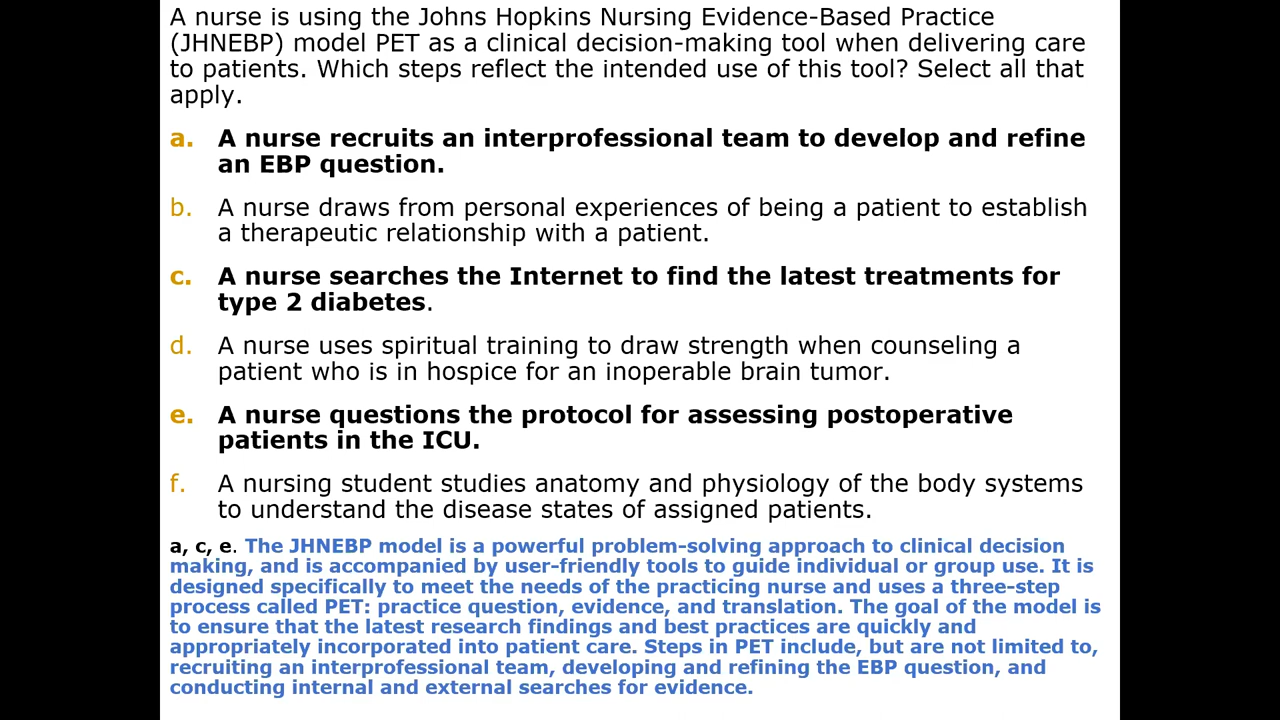 A nurse is using the Johns Hopkins Nursing Evidence-Based Practice
(JHNEBP) model PET as a clinical decision-making tool when delivering care
to patients. Which steps reflect the intended use of this tool? Select all that
apply.
a. A nurse recruits an interprofessional team to develop and refine
an EBP question.
b. A nurse draws from personal experiences of being a patient to establish
a therapeutic relationship with a patient.
c. A nurse searches the Internet to find the latest treatments for
type 2 diabetes.
d. A nurse uses spiritual training to draw strength when counseling a
patient who is in hospice for an inoperable brain tumor.
e. A nurse questions the protocol for assessing postoperative
patients in the ICU.
f. A nursing student studies anatomy and physiology of the body systems
to understand the disease states of assigned patients.
a, c, e. The JHNEBP model is a powerful problem-solving approach to clinical decision
making, and is accompanied by user-friendly tools to guide individual or group use. It is
designed specifically to meet the needs of the practicing nurse and uses a three-step
process called PET: practice question, evidence, and translation. The goal of the model is
to ensure that the latest research findings and best practices are quickly and
appropriately incorporated into patient care. Steps in PET include, but are not limited to,
recruiting an interprofessional team, developing and refining the EBP question, and
conducting internal and external searches for evidence.